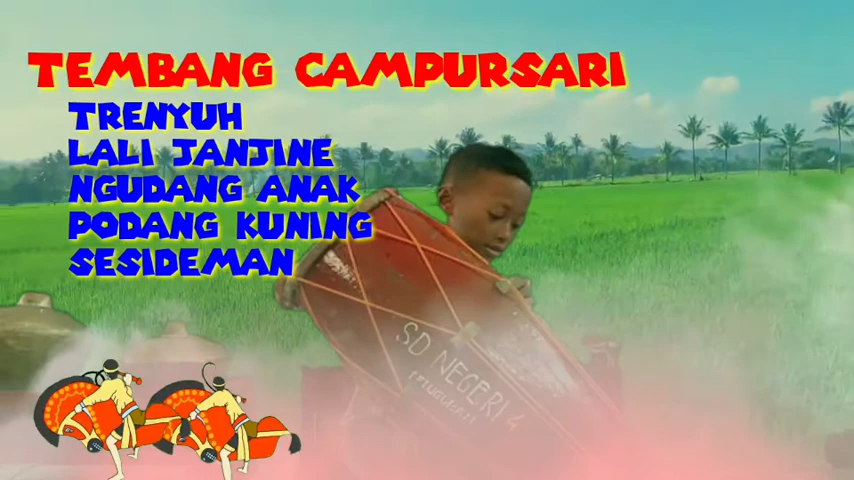 TEMBANG CAMPURSARI
TRENYUH
LALI JANJINE
NGUDANG ANAK
PODANG KUNING
SESIDEMAN
SD NEGERI 4